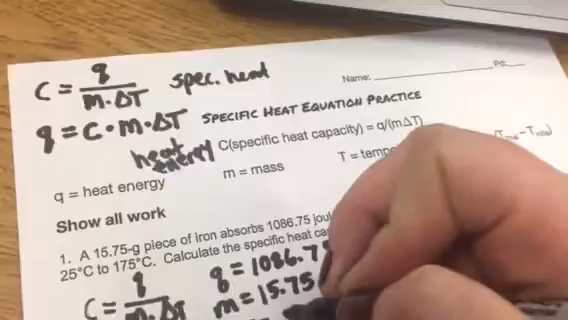 C = q / m·ΔT spec. heat
Name: Pd:
q = C·m·ΔT SPECIFIC HEAT EQUATION PRACTICE
heat energy C(specific heat capacity) = q/(mΔT)
q = heat energy m = mass T = temp
Show all work
1. A 15.75-g piece of iron absorbs 1086.75
25°C to 175°C. Calculate the specific heat
C = q / m·ΔT
q = 1086.7
m = 15.75